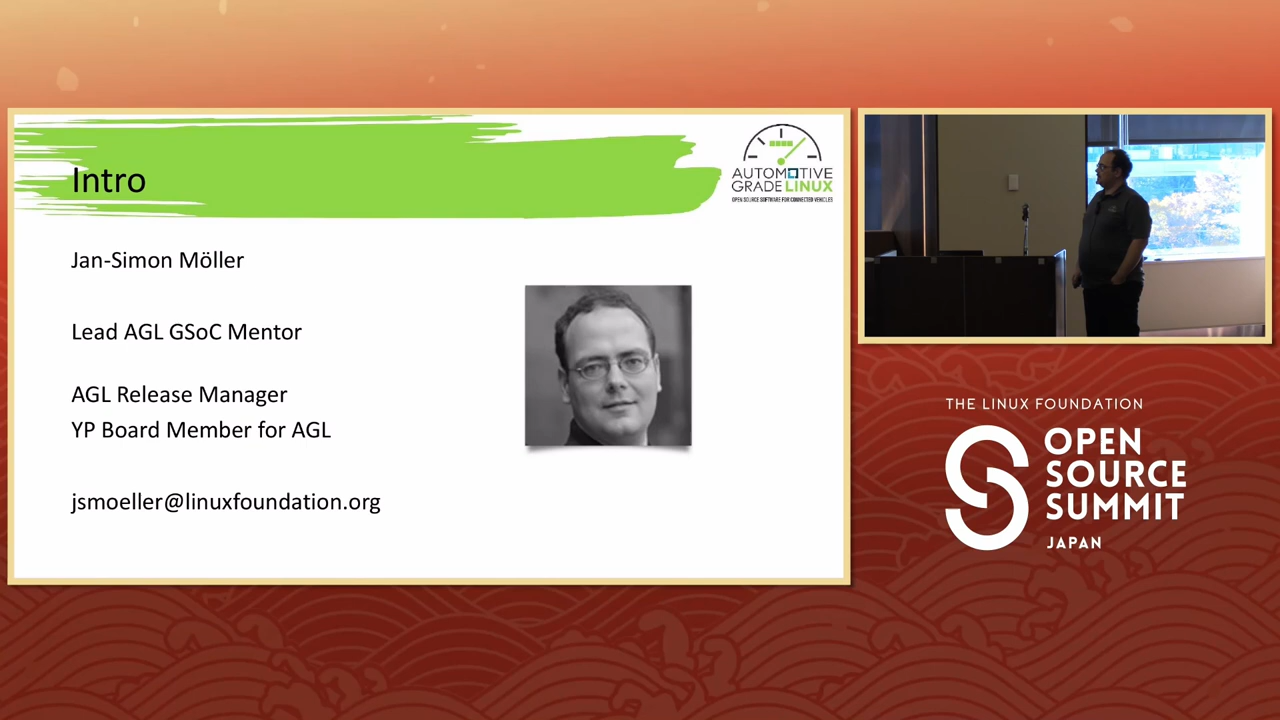 Intro
AUTOMOTIVE
GRADE LINUX
OPEN SOURCE SOFTWARE FOR CONNECTED VEHICLES
Jan-Simon Möller
Lead AGL GSoC Mentor
AGL Release Manager
YP Board Member for AGL
jsmoeller@linuxfoundation.org
THE LINUX FOUNDATION
OPEN
SOURCE
SUMMIT
JAPAN